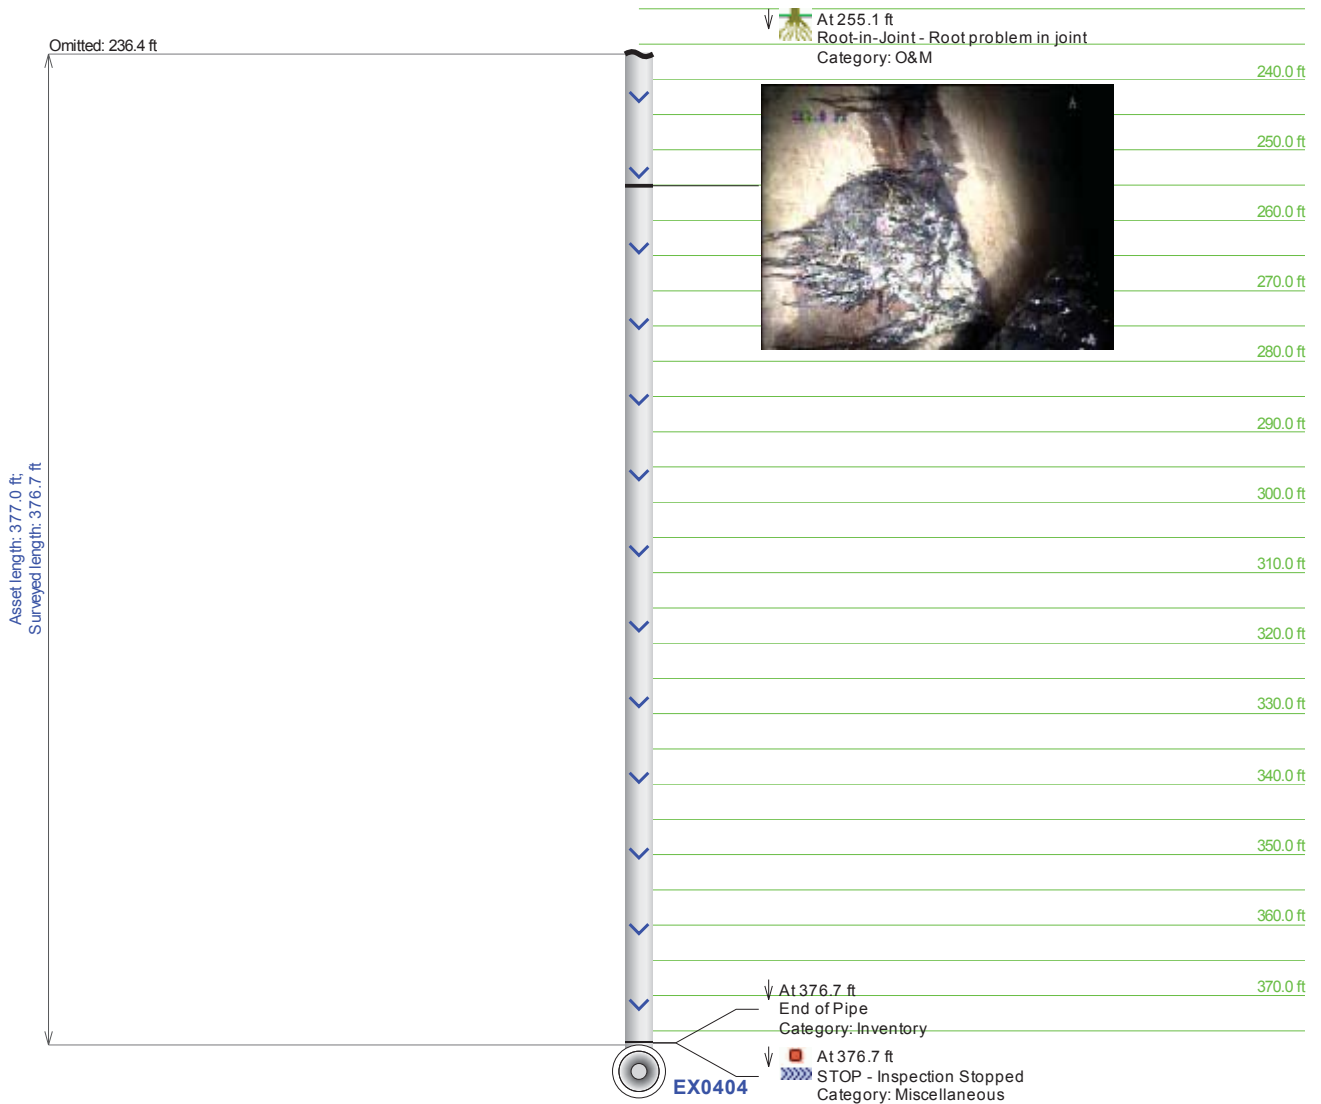 At 255.1 ft
Root-in-Joint - Root problem in joint
Category: O&M
Omitted: 236.4 ft
240.0 ft
250.0 ft
260.0 ft
270.0 ft
280.0 ft
290.0 ft
300.0 ft
310.0 ft
320.0 ft
330.0 ft
340.0 ft
350.0 ft
360.0 ft
370.0 ft
Asset length: 377.0 ft;
Surveyed length: 376.7 ft
At 376.7 ft
End of Pipe
Category: Inventory
At 376.7 ft
STOP - Inspection Stopped
Category: Miscellaneous
EX0404